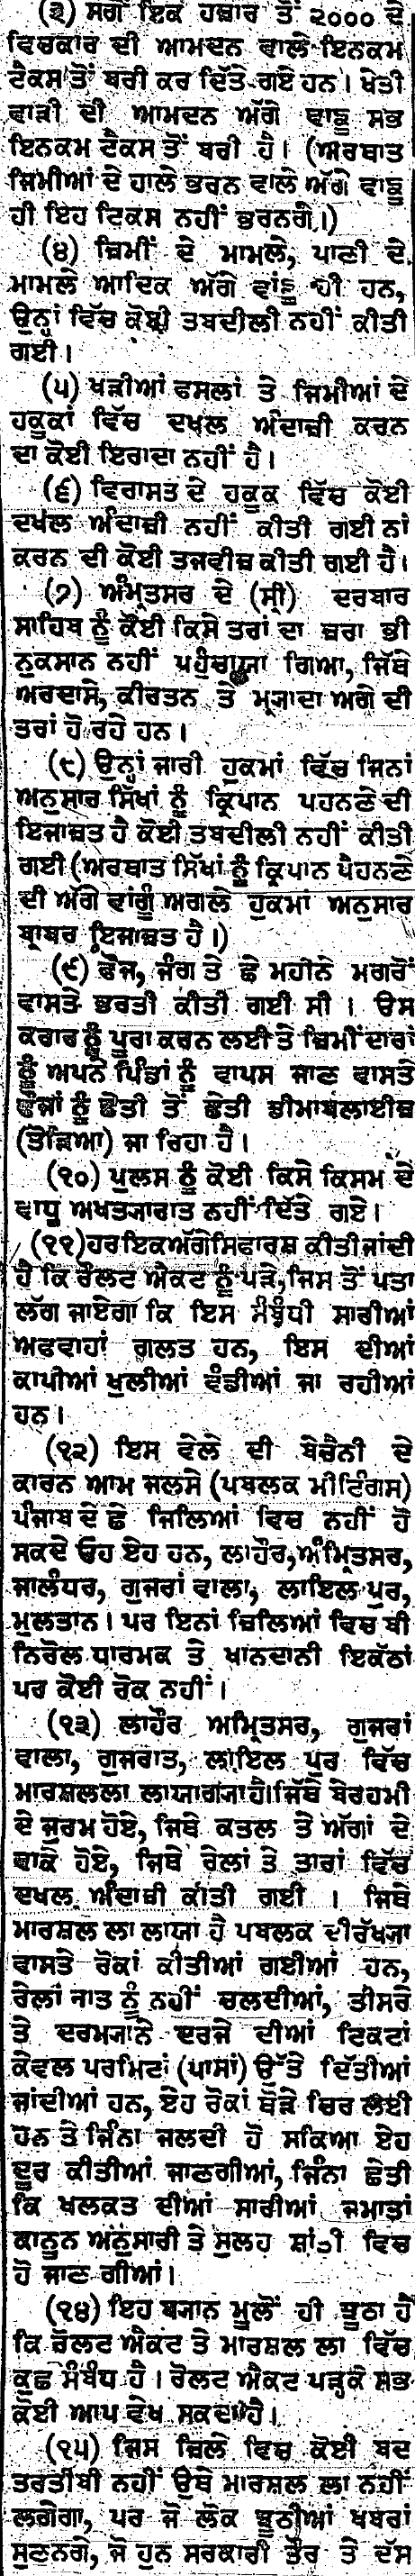 (੩) ਸਗੋਂ ਇਕ ਹਜ਼ਾਰ ਤੋਂ ੨੦੦੦ ਦੇ
ਵਿਚਕਾਰ ਦੀ ਆਮਦਨ ਵਾਲੇ ਇਨਕਮ
ਟੈਕਸ ਤੋਂ ਬਰੀ ਕਰ ਦਿੱਤੇ ਗਏ ਹਨ। ਖੇਤੀ
ਵਾੜੀ ਦੀ ਆਮਦਨ ਅੱਗੇ ਵਾਙੂ ਸਭ
ਇਨਕਮ ਟੈਕਸ ਤੋਂ ਬਰੀ ਹੈ। (ਅਰਥਾਤ
ਜ਼ਿਮੀਆਂ ਦੇ ਹਾਲੇ ਭਰਨ ਵਾਲੇ ਅੱਗੇ ਵਾਙੂ
ਹੀ ਇਹ ਟਿਕਸ ਨਹੀਂ ਭਰਨਗੇ।)
(੪) ਜ਼ਿਮੀਂ ਦੇ ਮਾਮਲੇ, ਪਾਣੀ ਦੇ
ਮਾਮਲੇ ਆਦਿਕ ਅੱਗੇ ਵਾਂਙੂ ਹੀ ਹਨ,
ਉਨ੍ਹਾਂ ਵਿੱਚ ਕੋਈ ਤਬਦੀਲੀ ਨਹੀਂ ਕੀਤੀ
ਗਈ।
(੫) ਖੜੀਆਂ ਫਸਲਾਂ ਤੇ ਜਿਮੀਆਂ ਦੇ
ਹਕੂਕਾਂ ਵਿੱਚ ਦਖਲ ਅੰਦਾਜ਼ੀ ਕਰਨ
ਦਾ ਕੋਈ ਇਰਾਦਾ ਨਹੀਂ ਹੈ।
(੬) ਵਿਰਾਸਤ ਦੇ ਹਕੂਕ ਵਿੱਚ ਕੋਈ
ਦਖਲ ਅੰਦਾਜ਼ੀ ਨਹੀਂ ਕੀਤੀ ਗਈ ਨਾਂ
ਕਰਨ ਦੀ ਕੋਈ ਤਜਵੀਜ਼ ਕੀਤੀ ਗਈ ਹੈ।
(੭) ਅੰਮ੍ਰਤਸਰ ਦੇ (ਸ੍ਰੀ) ਦਰਬਾਰ
ਸਾਹਿਬ ਨੂੰ ਕੋਈ ਕਿਸੇ ਤਰਾਂ ਦਾ ਜ਼ਰਾ ਭੀ
ਨੁਕਸਾਨ ਨਹੀਂ ਪਹੁੰਚਾਯਾ ਗਿਆ, ਜਿੱਥੇ
ਅਰਦਾਸੇ, ਕੀਰਤਨ ਤੇ ਮ੍ਰਯਾਦਾ ਅਗੇ ਦੀ
ਤਰਾਂ ਹੋ ਰਹੇ ਹਨ।
(੮) ਉਨ੍ਹਾਂ ਜਾਰੀ ਹੁਕਮਾਂ ਵਿੱਚ ਜਿਨਾਂ
ਅਨੁਸਾਰ ਸਿੱਖਾਂ ਨੂੰ ਕ੍ਰਿਪਾਨ ਪਹਨਣੇ ਦੀ
ਇਜਾਜ਼ਤ ਹੈ ਕੋਈ ਤਬਦੀਲੀ ਨਹੀਂ ਕੀਤੀ
ਗਈ (ਅਰਥਾਤ ਸਿੱਖਾਂ ਨੂੰ ਕ੍ਰਿਪਾਨ ਪੈਹਨਣੇ
ਦੀ ਅੱਗੇ ਵਾਂਗੂੰ ਅਗਲੇ ਹੁਕਮਾਂ ਅਨੁਸਾਰ
ਬ੍ਰਾਬਰ ਇਜਾਜ਼ਤ ਹੈ।)
(੯) ਫੌਜ, ਜੰਗ ਤੇ ਛੇ ਮਹੀਨੇ ਮਗਰੋਂ
ਵਾਸਤੇ ਭਰਤੀ ਕੀਤੀ ਗਈ ਸੀ। ਉਸ
ਕਰਾਰ ਨੂੰ ਪੂਰਾ ਕਰਨ ਲਈ ਤੇ ਜ਼ਿਮੀਂਦਾਰਾਂ
ਨੂੰ ਅਪਨੇ ਪਿੰਡਾਂ ਨੂੰ ਵਾਪਸ ਜਾਣ ਵਾਸਤੇ
ਫੌਜਾਂ ਨੂੰ ਛੇਤੀ ਤੋਂ ਛੇਤੀ ਡੀਮਾਬਲਾਈਜ਼
(ਤੋੜਿਆ) ਜਾ ਰਿਹਾ ਹੈ।
(੧੦) ਪੁਲਸ ਨੂੰ ਕੋਈ ਕਿਸੇ ਕਿਸਮ ਦੇ
ਵਾਧੂ ਅਖਤ੍ਯਾਰਾਤ ਨਹੀਂ ਦਿੱਤੇ ਗਏ।
(੧੧) ਹਰਇਕ ਅੱਗੇ ਸਿਫਾਰਸ਼ ਕੀਤੀ ਜਾਂਦੀ
ਹੈ ਕਿ ਰੌਲਟ ਐਕਟ ਨੂੰ ਪੜੇ, ਜਿਸ ਤੋਂ ਪਤਾ
ਲੱਗ ਜਾਏਗਾ ਕਿ ਇਸ ਸੰਬੰਧੀ ਸਾਰੀਆਂ
ਅਫਵਾਹਾਂ ਗਲਤ ਹਨ, ਇਸ ਦੀਆਂ
ਕਾਪੀਆਂ ਖੁਲੀਆਂ ਵੰਡੀਆਂ ਜਾ ਰਹੀਆਂ
ਹਨ।
(੧੨) ਇਸ ਵੇਲੇ ਦੀ ਬੇਚੈਨੀ ਦੇ
ਕਾਰਨ ਆਮ ਜਲਸੇ (ਪਬਲਕ ਮੀਟਿੰਗਸ)
ਪੰਜਾਬ ਦੇ ਛੇ ਜਿਲਿਆਂ ਵਿਚ ਨਹੀਂ ਹੋ
ਸਕਦੇ ਓਹ ਏਹ ਹਨ, ਲਾਹੌਰ, ਅੰਮ੍ਰਿਤਸਰ,
ਜਾਲੰਧਰ, ਗੁਜਰਾਂਵਾਲਾ, ਲਾਇਲ ਪੁਰ,
ਮੁਲਤਾਨ। ਪਰ ਇਨਾਂ ਜ਼ਿਲਿਆਂ ਵਿਚ ਬੀ
ਨਿਰੋਲ ਧਾਰਮਕ ਤੇ ਖਾਨਦਾਨੀ ਇਕੱਠਾਂ
ਪਰ ਕੋਈ ਰੋਕ ਨਹੀਂ।
(੧੩) ਲਾਹੌਰ ਅਮ੍ਰਿਤਸਰ, ਗੁਜਰਾਂ
ਵਾਲਾ, ਗੁਜਰਾਤ, ਲਾਇਲ ਪੁਰ ਵਿੱਚ
ਮਾਰਸ਼ਲਲਾ ਲਾਯਾਗਯਾ ਹੈ।ਜਿੱਥੇ ਬੇਰਹਮੀ
ਦੇ ਜੁਰਮ ਹੋਏ, ਜਿਥੇ ਕਤਲ ਤੇ ਅੱਗਾਂ ਦੇ
ਵਾਕੇ ਹੋਏ, ਜਿਥੇ ਰੇਲਾਂ ਤੇ ਤਾਰਾਂ ਵਿੱਚ
ਦਖਲ ਅੰਦਾਜ਼ੀ ਕੀਤੀ ਗਈ। ਜਿਥੇ
ਮਾਰਸ਼ਲ ਲਾ ਲਾਯਾ ਹੈ ਪਬਲਕ ਦੀ ਰੱਖਯਾ
ਵਾਸਤੇ ਰੋਕਾਂ ਕੀਤੀਆਂ ਗਈਆਂ ਹਨ,
ਰੇਲਾਂ ਜਾਤ ਨੂੰ ਨਹੀਂ ਚਲਦੀਆਂ, ਤੀਸਰੇ
ਤੇ ਦਰਮਯਾਨੇ ਦਰਜੇ ਦੀਆਂ ਟਿਕਟਾਂ
ਕੇਵਲ ਪਰਮਿਟਾਂ (ਪਾਸਾਂ) ਉੱਤੇ ਦਿੱਤੀਆਂ
ਜਾਂਦੀਆਂ ਹਨ, ਏਹ ਰੋਕਾਂ ਥੋੜੇ ਚਿਰ ਲਈ
ਹਨ ਤੇ ਜਿੰਨਾ ਜਲਦੀ ਹੋ ਸਕਿਆ ਏਹ
ਦੂਰ ਕੀਤੀਆਂ ਜਾਣਗੀਆਂ, ਜਿੰਨਾ ਛੇਤੀ
ਕਿ ਖਲਕਤ ਦੀਆਂ ਸਾਰੀਆਂ ਜਮਾਤਾਂ
ਕਾਨੂਨ ਅਨੁਸਾਰੀ ਤੇ ਸੁਲਹ ਸ਼ਾਂਤੀ ਵਿਚ
ਹੋ ਜਾਣ ਗੀਆਂ।
(੧੪) ਇਹ ਬਯਾਨ ਮੂਲੋਂ ਹੀ ਝੂਠਾ ਹੈ
ਕਿ ਰੌਲਟ ਐਕਟ ਤੇ ਮਾਰਸ਼ਲ ਲਾ ਵਿੱਚ
ਕੁਛ ਸੰਬੰਧ ਹੈ। ਰੋਲਟ ਐਕਟ ਪੜ੍ਹਕੇ ਸਭ
ਕੋਈ ਆਪ ਵੇਖ ਸਕਦਾ ਹੈ।
(੧੫) ਜਿਸ ਜ਼ਿਲੇ ਵਿਚ ਕੋਈ ਬਦ
ਤਰਤੀਬੀ ਨਹੀਂ ਉਥੇ ਮਾਰਸ਼ਲ ਲਾ ਨਹੀਂ
ਲਗੇਗਾ, ਪਰ ਜੋ ਲੋਕ ਝੂਠੀਆਂ ਖਬਰਾਂ
ਸੁਣਨਗੇ, ਜੋ ਹੁਨ ਸਰਕਾਰੀ ਤੌਰ ਤੇ ਦੱਸ